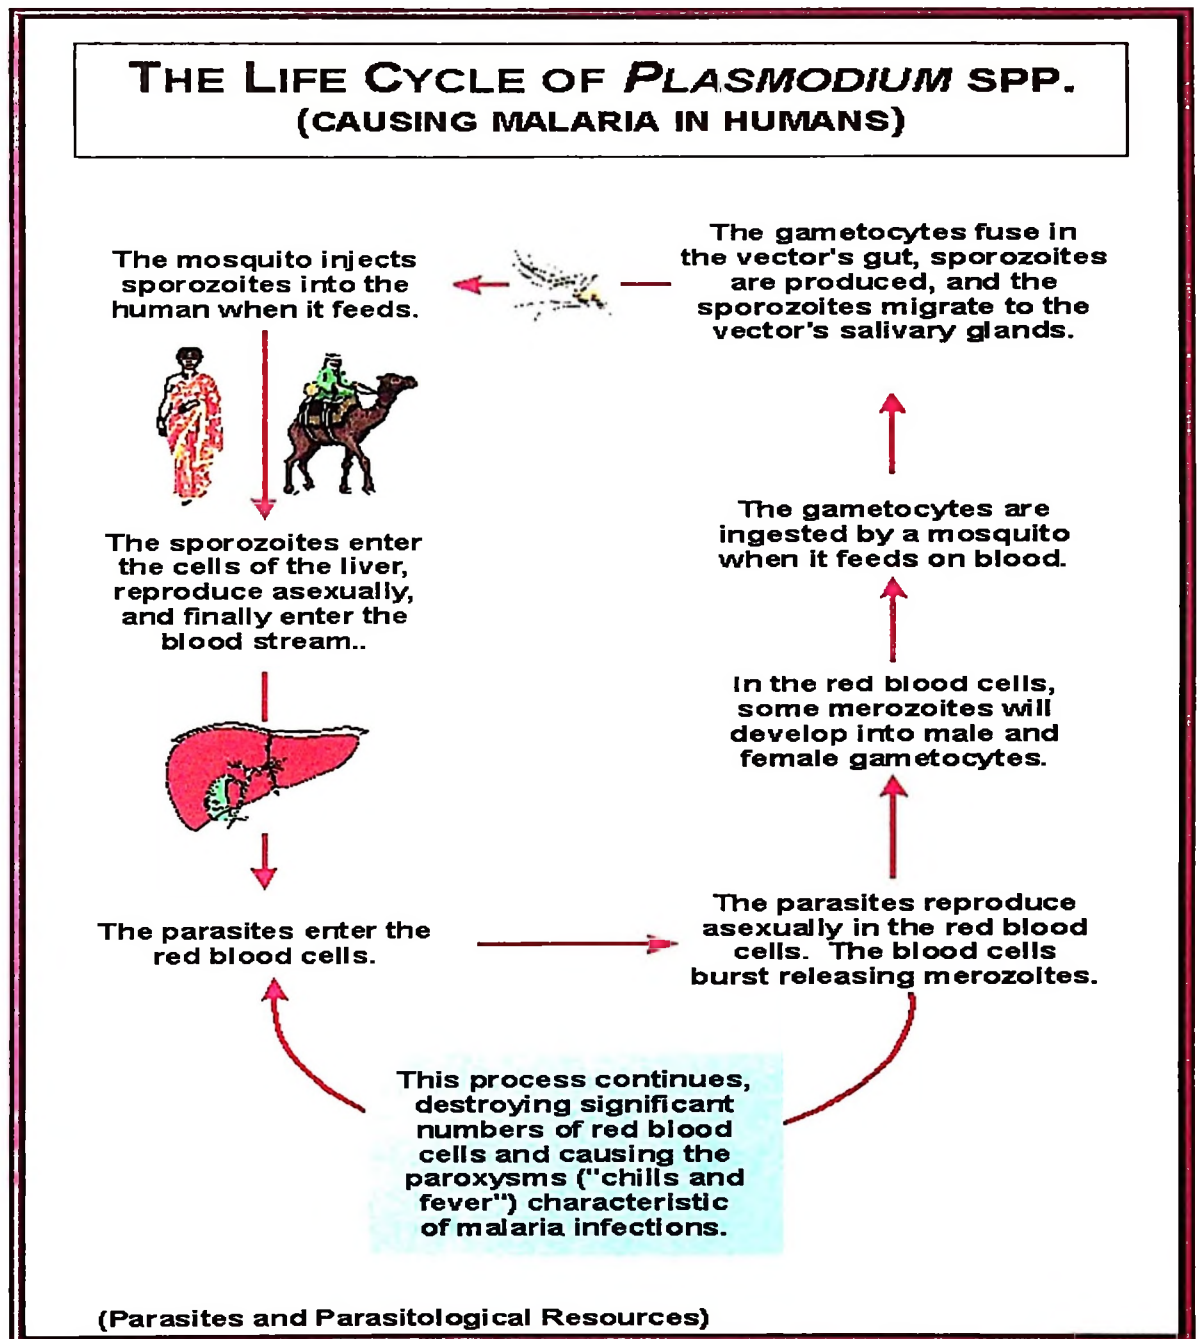 THE LIFE CYCLE OF PLASMODIUM SPP.
(CAUSING MALARIA IN HUMANS)
The mosquito injects
sporozoites into the
human when it feeds.
The sporozoites enter
the cells of the liver,
reproduce asexually,
and finally enter the
blood stream..
The parasites enter the
red blood cells.
The parasites reproduce
asexually in the red blood
cells. The blood cells
burst releasing merozoites.
This process continues,
destroying significant
numbers of red blood
cells and causing the
paroxysms ("chills and
fever") characteristic
of malaria infections.
In the red blood cells,
some merozoites will
develop into male and
female gametocytes.
The gametocytes are
ingested by a mosquito
when it feeds on blood.
The gametocytes fuse in
the vector's gut, sporozoites
are produced, and the
sporozoites migrate to the
vector's salivary glands.
(Parasites and Parasitological Resources)